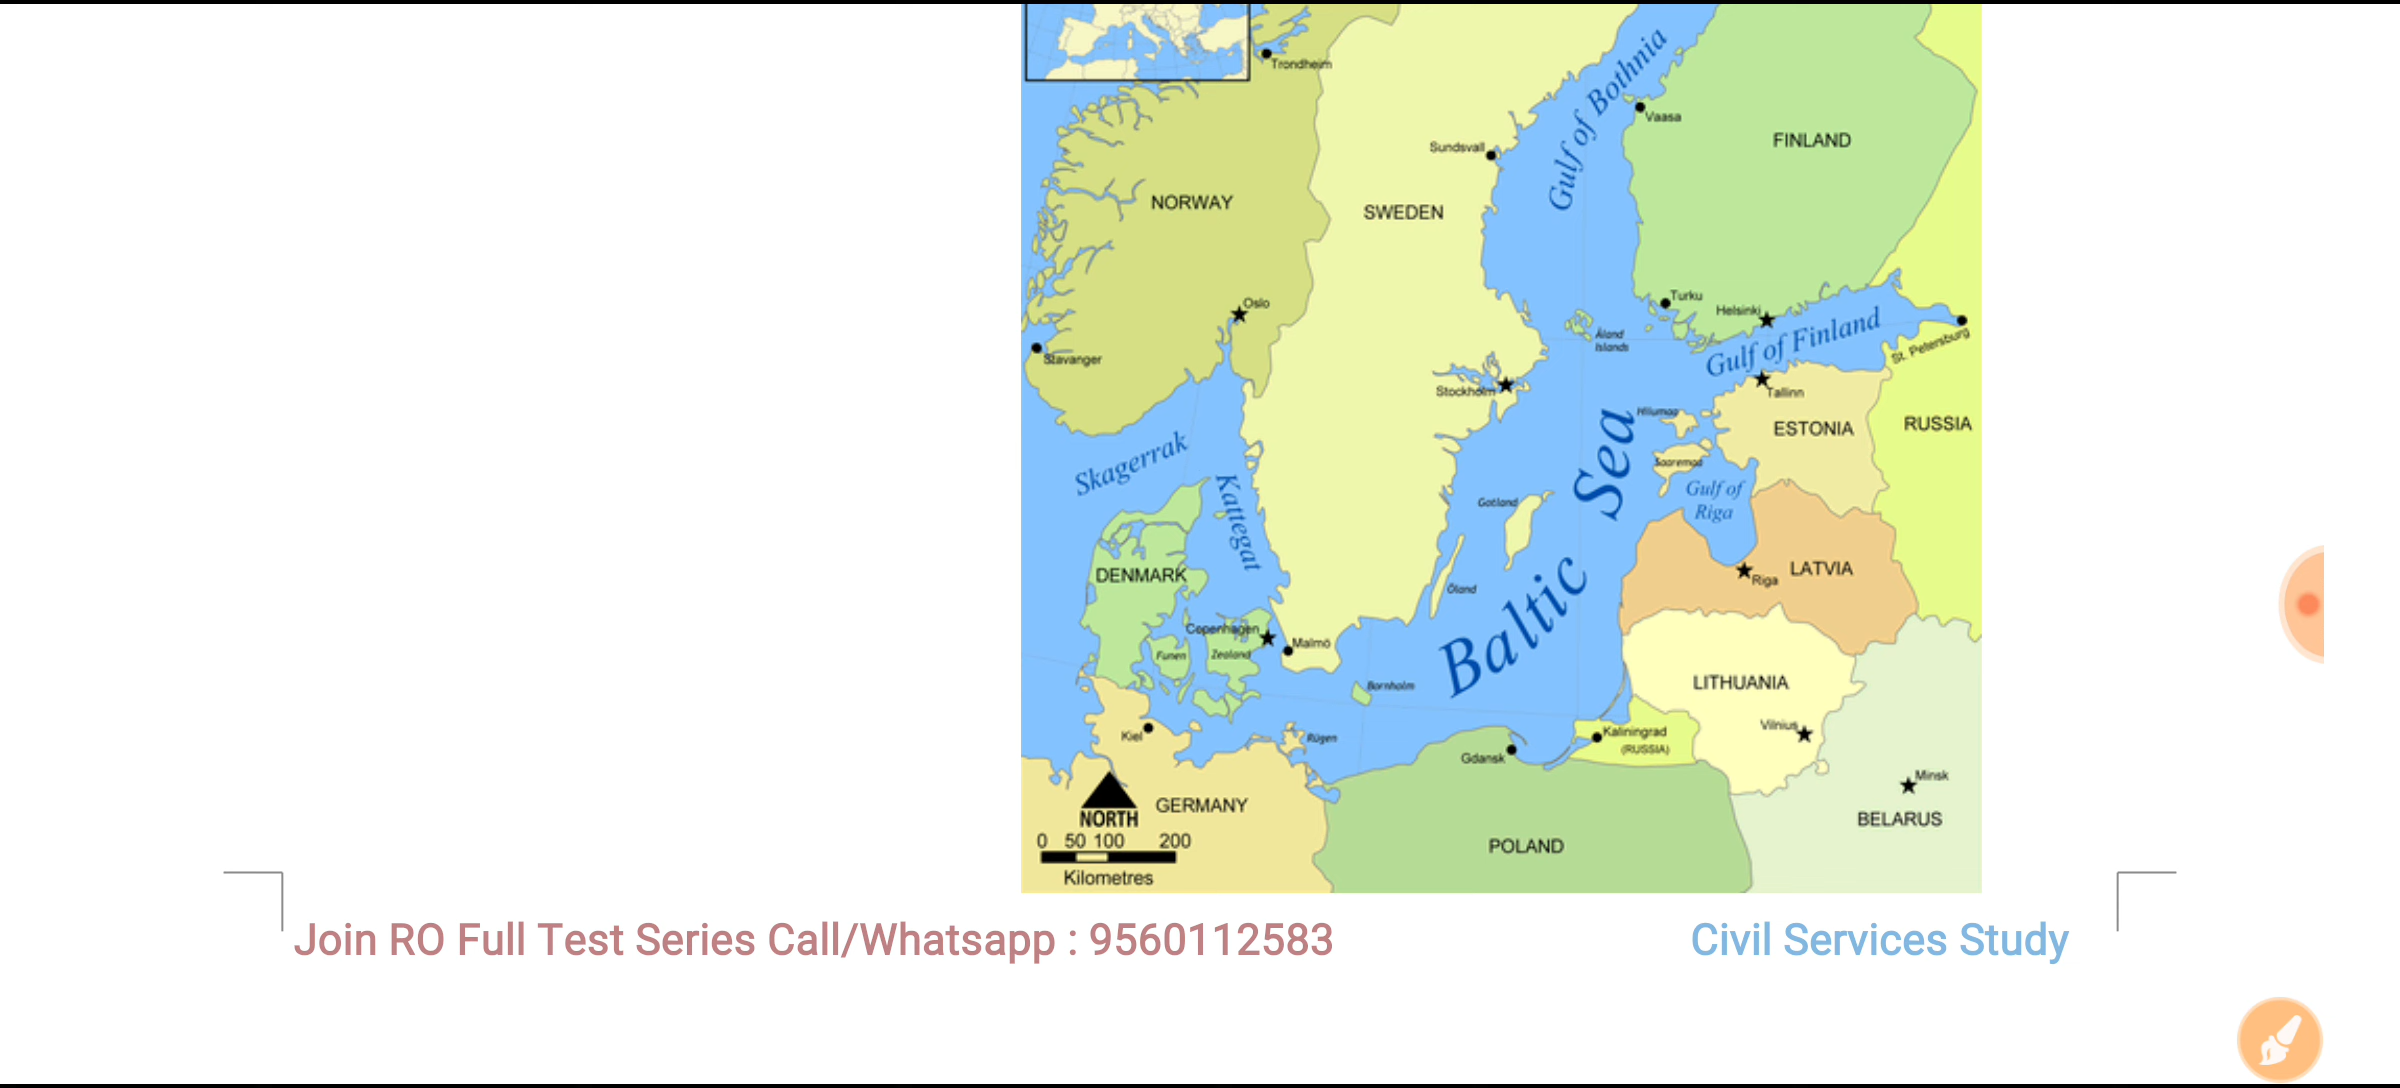 Trondheim
Gulf of Bothnia
Vaasa
FINLAND
Sundsvall
NORWAY
SWEDEN
Oslo
Turku
Helsinki
Åland
Islands
Gulf of Finland
St. Petersburg
Stavanger
Stockholm
Tallinn
Hiiumaa
ESTONIA
RUSSIA
Skagerrak
Kattegat
Saaremaa
Gulf of
Riga
Gotland
Baltic Sea
DENMARK
LATVIA
Riga
Öland
Copenhagen
Malmö
Funen
Zealand
Bornholm
LITHUANIA
Vilnius
Kiel
Rügen
Kaliningrad
(RUSSIA)
Gdansk
Minsk
NORTH
GERMANY
BELARUS
0 50 100 200
POLAND
Kilometres
Join RO Full Test Series Call/Whatsapp : 9560112583
Civil Services Study